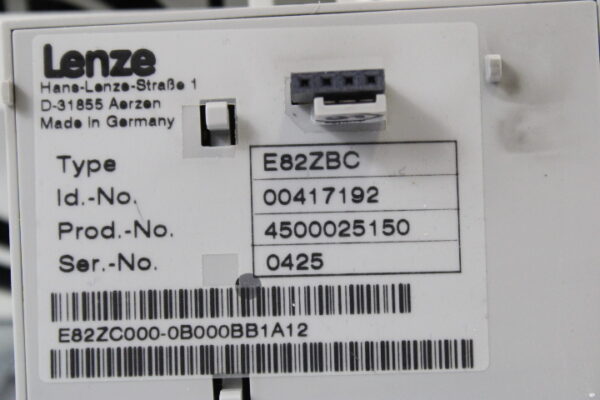 Lenze
Hans-Lenze-Straße 1
D-31855 Aerzen
Made in Germany
Type E82ZBC
Id.-No. 00417192
Prod.-No. 4500025150
Ser.-No. 0425
E82ZC000-0B000BB1A12